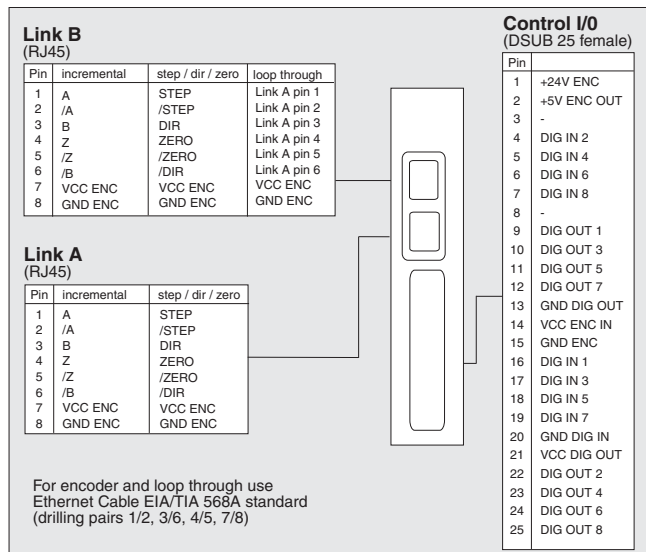 Link B
(RJ45)
Pin incremental step / dir / zero loop through
1 A STEP Link A pin 1
2 /A /STEP Link A pin 2
3 B DIR Link A pin 3
4 Z ZERO Link A pin 4
5 /Z /ZERO Link A pin 5
6 /B /DIR Link A pin 6
7 VCC ENC VCC ENC VCC ENC
8 GND ENC GND ENC GND ENC
Link A
(RJ45)
Pin incremental step / dir / zero
1 A STEP
2 /A /STEP
3 B DIR
4 Z ZERO
5 /Z /ZERO
6 /B /DIR
7 VCC ENC VCC ENC
8 GND ENC GND ENC
For encoder and loop through use
Ethernet Cable EIA/TIA 568A standard
(drilling pairs 1/2, 3/6, 4/5, 7/8)
Control I/0
(DSUB 25 female)
Pin
1 +24V ENC
2 +5V ENC OUT
3 -
4 DIG IN 2
5 DIG IN 4
6 DIG IN 6
7 DIG IN 8
8 -
9 DIG OUT 1
10 DIG OUT 3
11 DIG OUT 5
12 DIG OUT 7
13 GND DIG OUT
14 VCC ENC IN
15 GND ENC
16 DIG IN 1
17 DIG IN 3
18 DIG IN 5
19 DIG IN 7
20 GND DIG IN
21 VCC DIG OUT
22 DIG OUT 2
23 DIG OUT 4
24 DIG OUT 6
25 DIG OUT 8